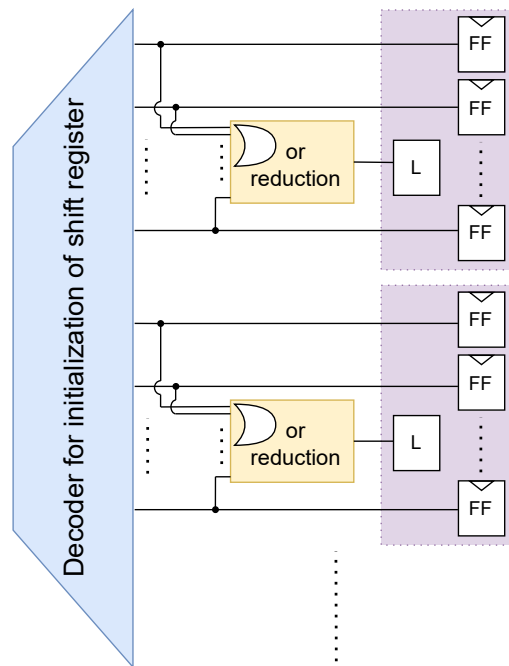 Decoder for initialization of shift register
FF
FF
or
reduction
L
FF
FF
FF
or
reduction
L
FF